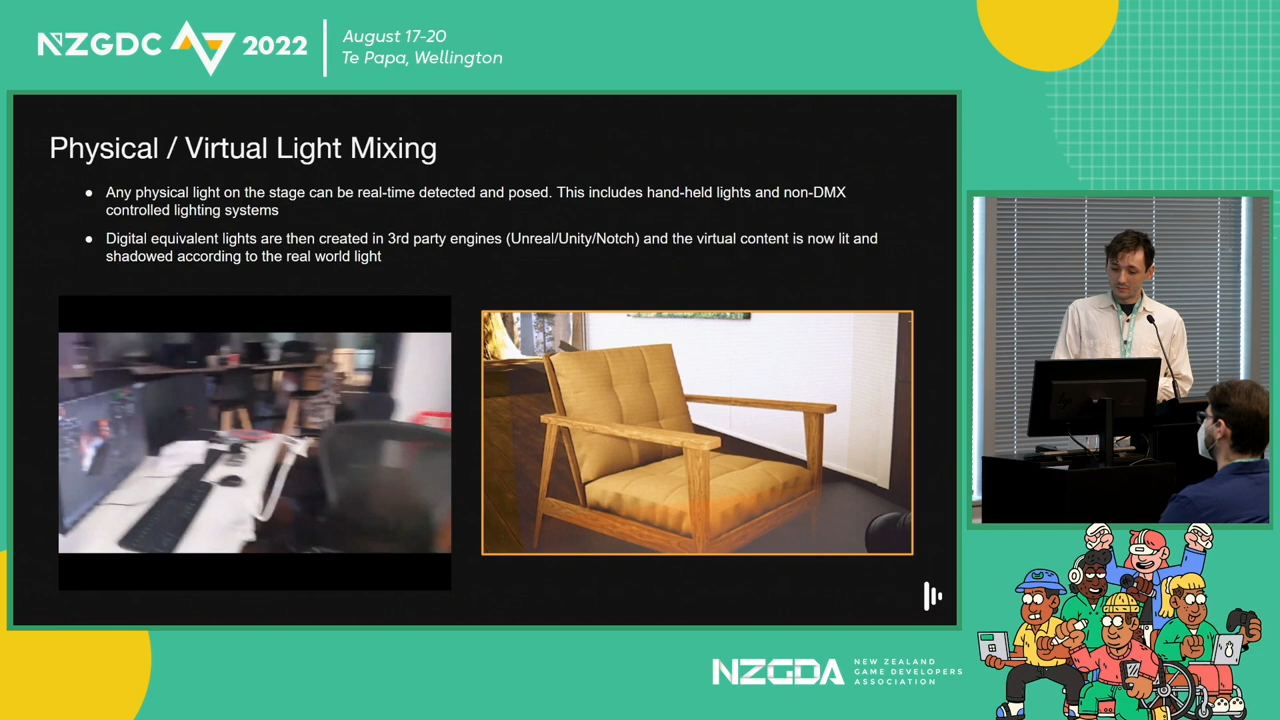 NZGDC 2022
August 17-20
Te Papa, Wellington
Physical / Virtual Light Mixing
● Any physical light on the stage can be real-time detected and posed. This includes hand-held lights and non-DMX
controlled lighting systems
● Digital equivalent lights are then created in 3rd party engines (Unreal/Unity/Notch) and the virtual content is now lit and
shadowed according to the real world light
NZGDA
NEW ZEALAND
GAME DEVELOPERS
ASSOCIATION